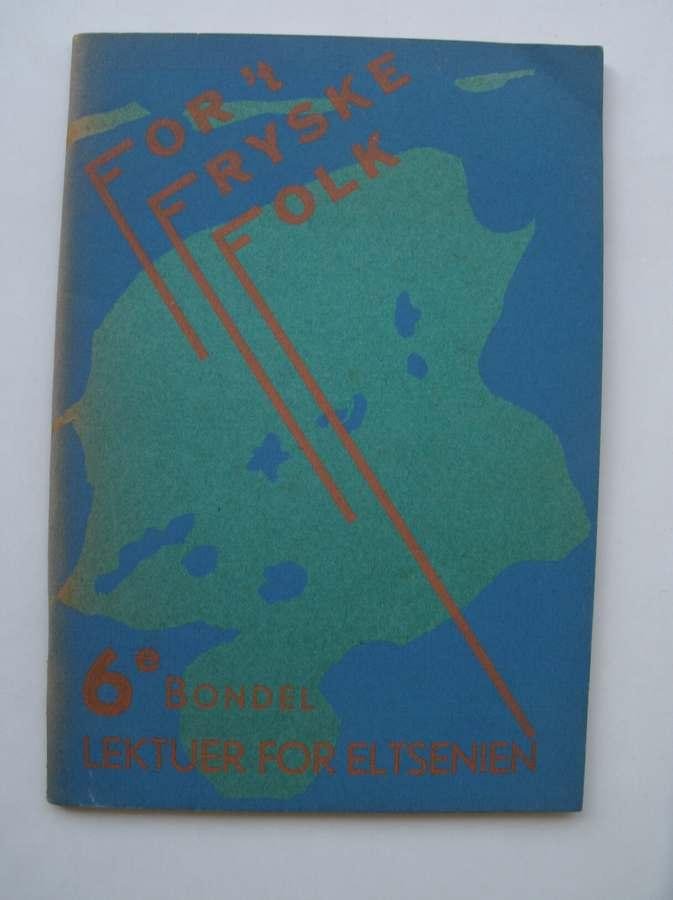 FOR 't
FRYSKE
FOLK
6e BONDEL
LEKTUER FOR ELTSENIEN